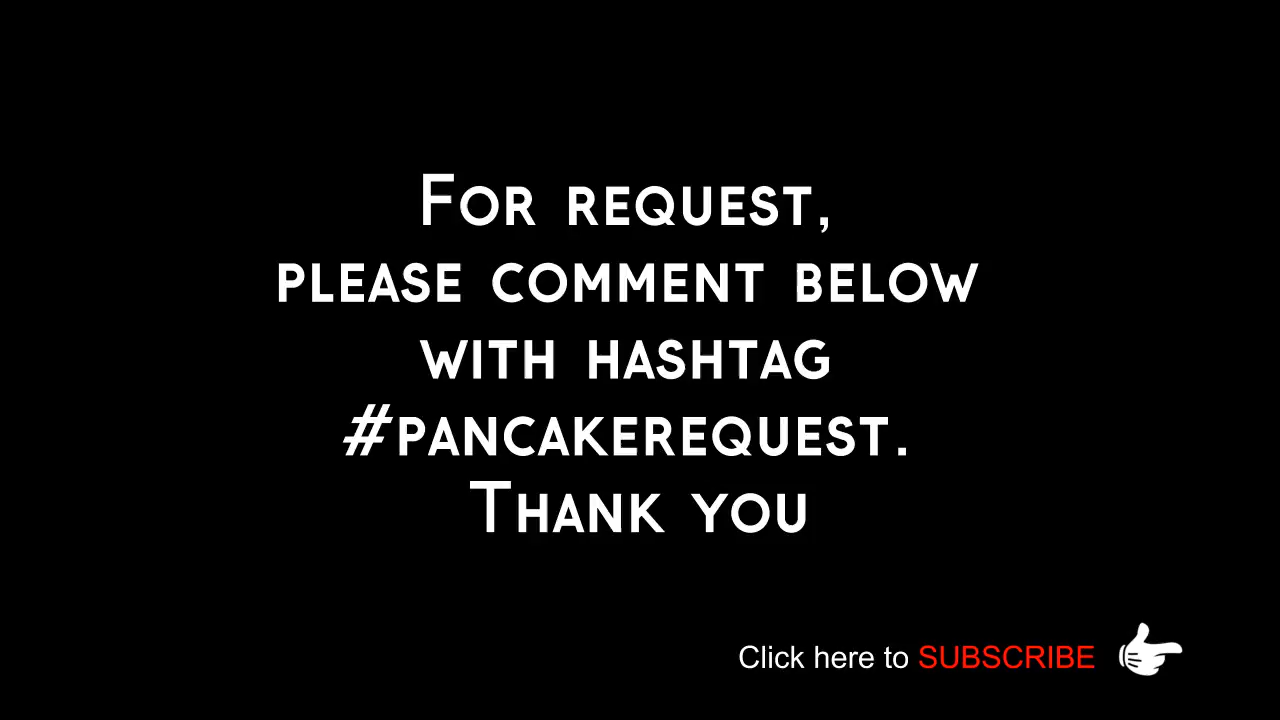 For request,
please comment below
with hashtag
#pancakerequest.
Thank you
Click here to SUBSCRIBE